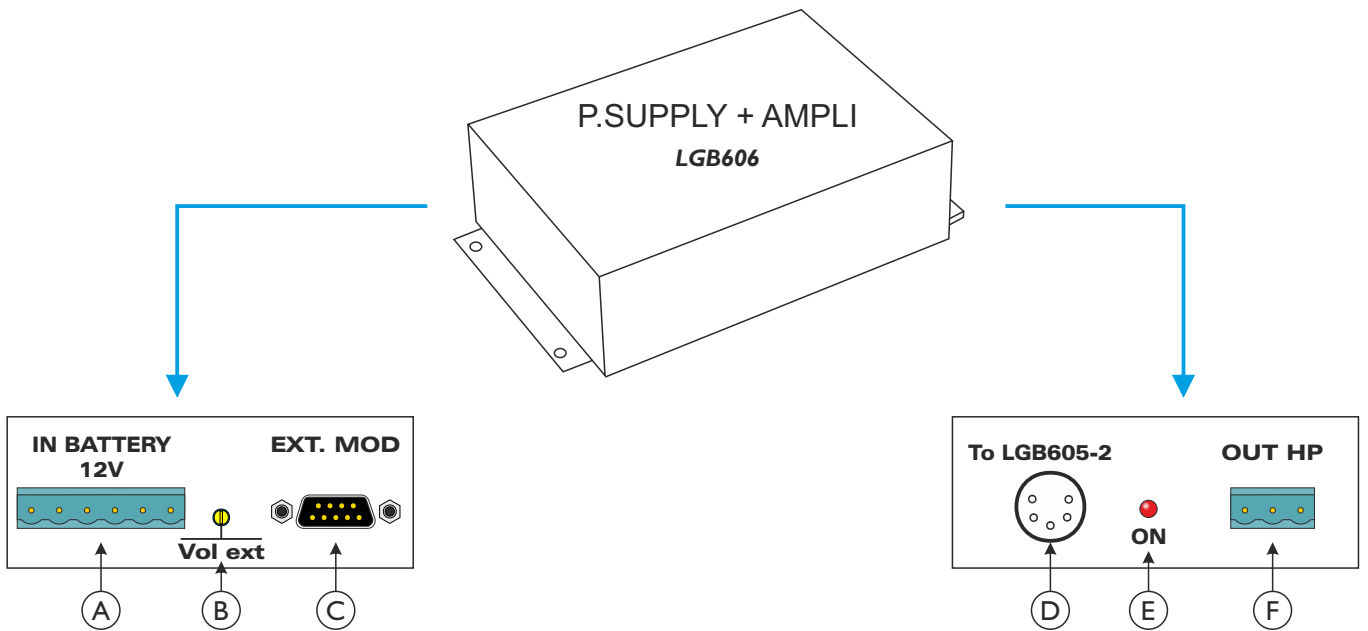 P.SUPPLY + AMPLI
LGB606
IN BATTERY
12V
EXT. MOD
Vol ext
A
B
C
To LGB605-2
OUT HP
ON
D
E
F